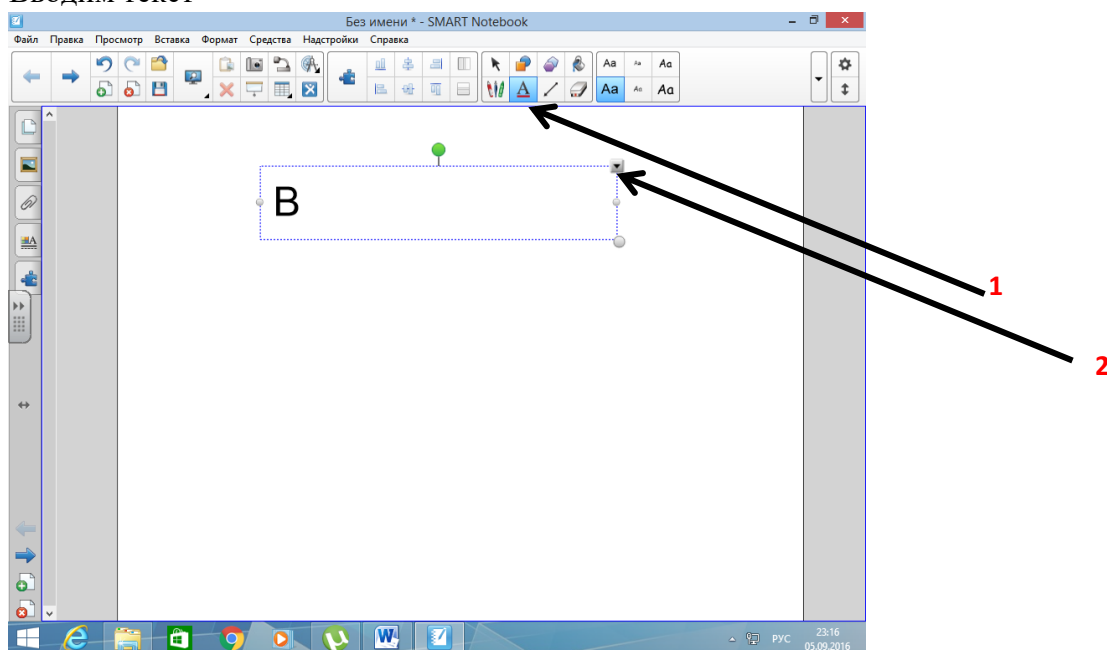 Вводим текст
Без имени * - SMART Notebook
Файл Правка Просмотр Вставка Формат Средства Надстройки Справка
Aa Aa Aa
A Aa Aa Aa
В
1
2
23:16
РУС
05.09.2016